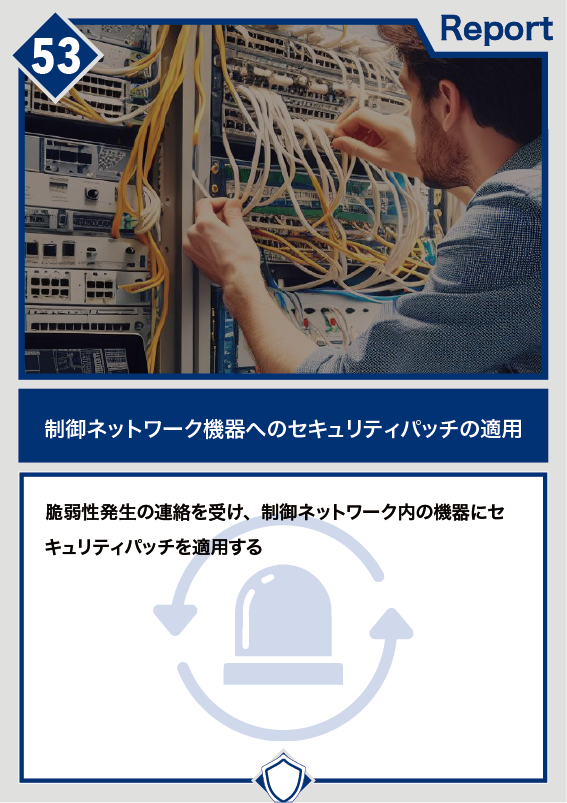 53
Report
制御ネットワーク機器へのセキュリティパッチの適用
脆弱性発生の連絡を受け、制御ネットワーク内の機器にセ
キュリティパッチを適用する